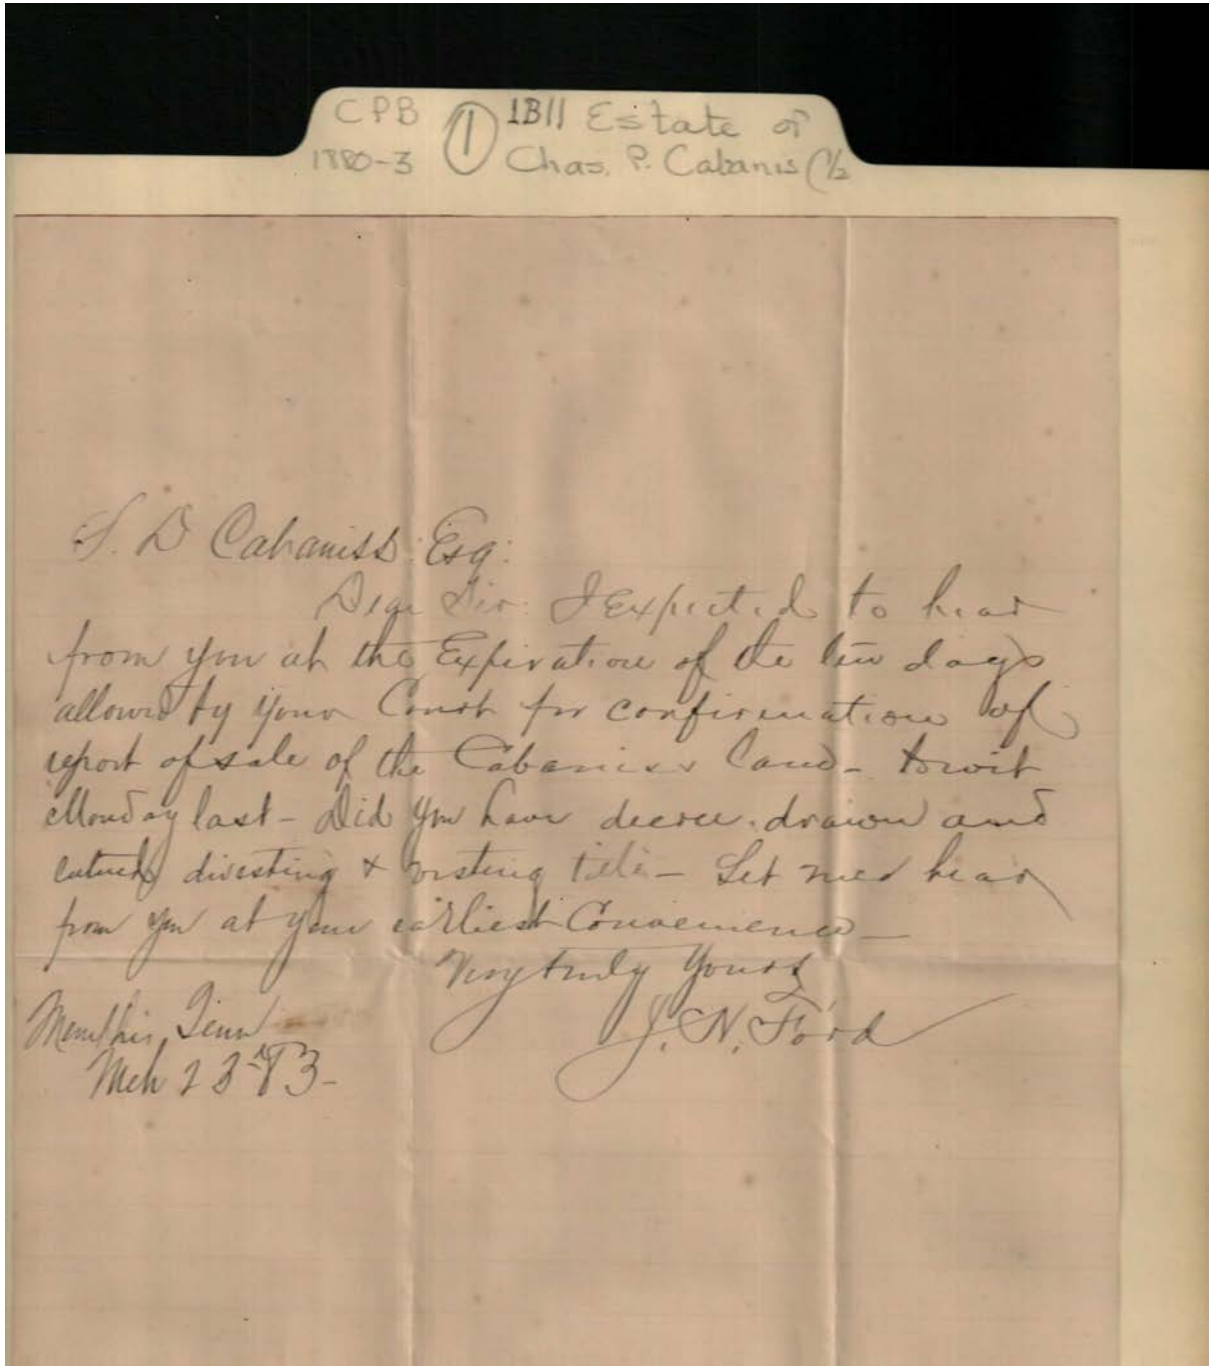 CPB 1 1B11 Estate of
1880-3 Chas. P. Cabanis (1/2
S. D Cabaniss Esq:
Dear Sir: I Expected to hear
from you at the Expiration of the ten days
allowed by your Court for confirmation of
report of sale of the Cabaniss Land - towit
Monday last - Did you have decree drawn and
entered divesting & vesting title - Let me hear
from you at your earliest Convenience -
Very truly Yours
J. N. Ford
Memphis, Tenn
Mch 23rd 83 -